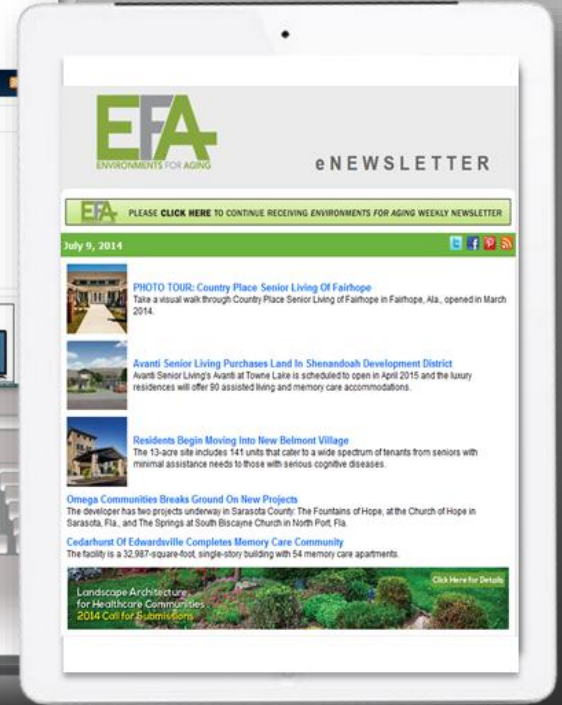 EFA
ENVIRONMENTS FOR AGING
eNEWSLETTER
EFA PLEASE CLICK HERE TO CONTINUE RECEIVING ENVIRONMENTS FOR AGING WEEKLY NEWSLETTER
July 9, 2014
PHOTO TOUR: Country Place Senior Living Of Fairhope
Take a visual walk through Country Place Senior Living of Fairhope in Fairhope, Ala., opened in March
2014.
Avanti Senior Living Purchases Land In Shenandoah Development District
Avanti Senior Living's Avanti at Towne Lake is scheduled to open in April 2015 and the luxury
residences will offer 90 assisted living and memory care accommodations.
Residents Begin Moving Into New Belmont Village
The 13-acre site includes 141 units that cater to a wide spectrum of tenants from seniors with
minimal assistance needs to those with serious cognitive diseases.
Omega Communities Breaks Ground On New Projects
The developer has two projects underway in Sarasota County: The Fountains of Hope, at the Church of Hope in
Sarasota, Fla., and The Springs at South Biscayne Church in North Port, Fla.
Cedarhurst Of Edwardsville Completes Memory Care Community
The facility is a 32,987-square-foot, single-story building with 54 memory care apartments.
Click Here for Details
Landscape Architecture
for Healthcare Communities
2014 Call for Submissions